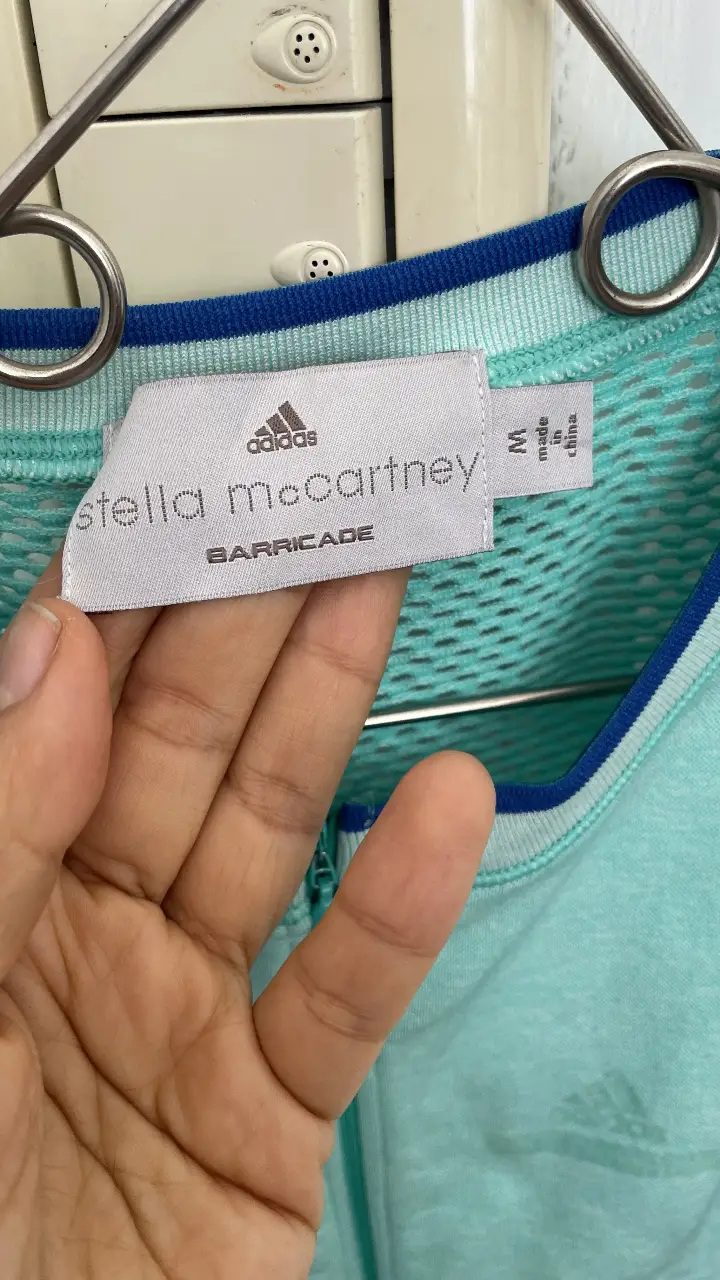 adidas
stella mccartney
BARRICADE
M
made
in
china